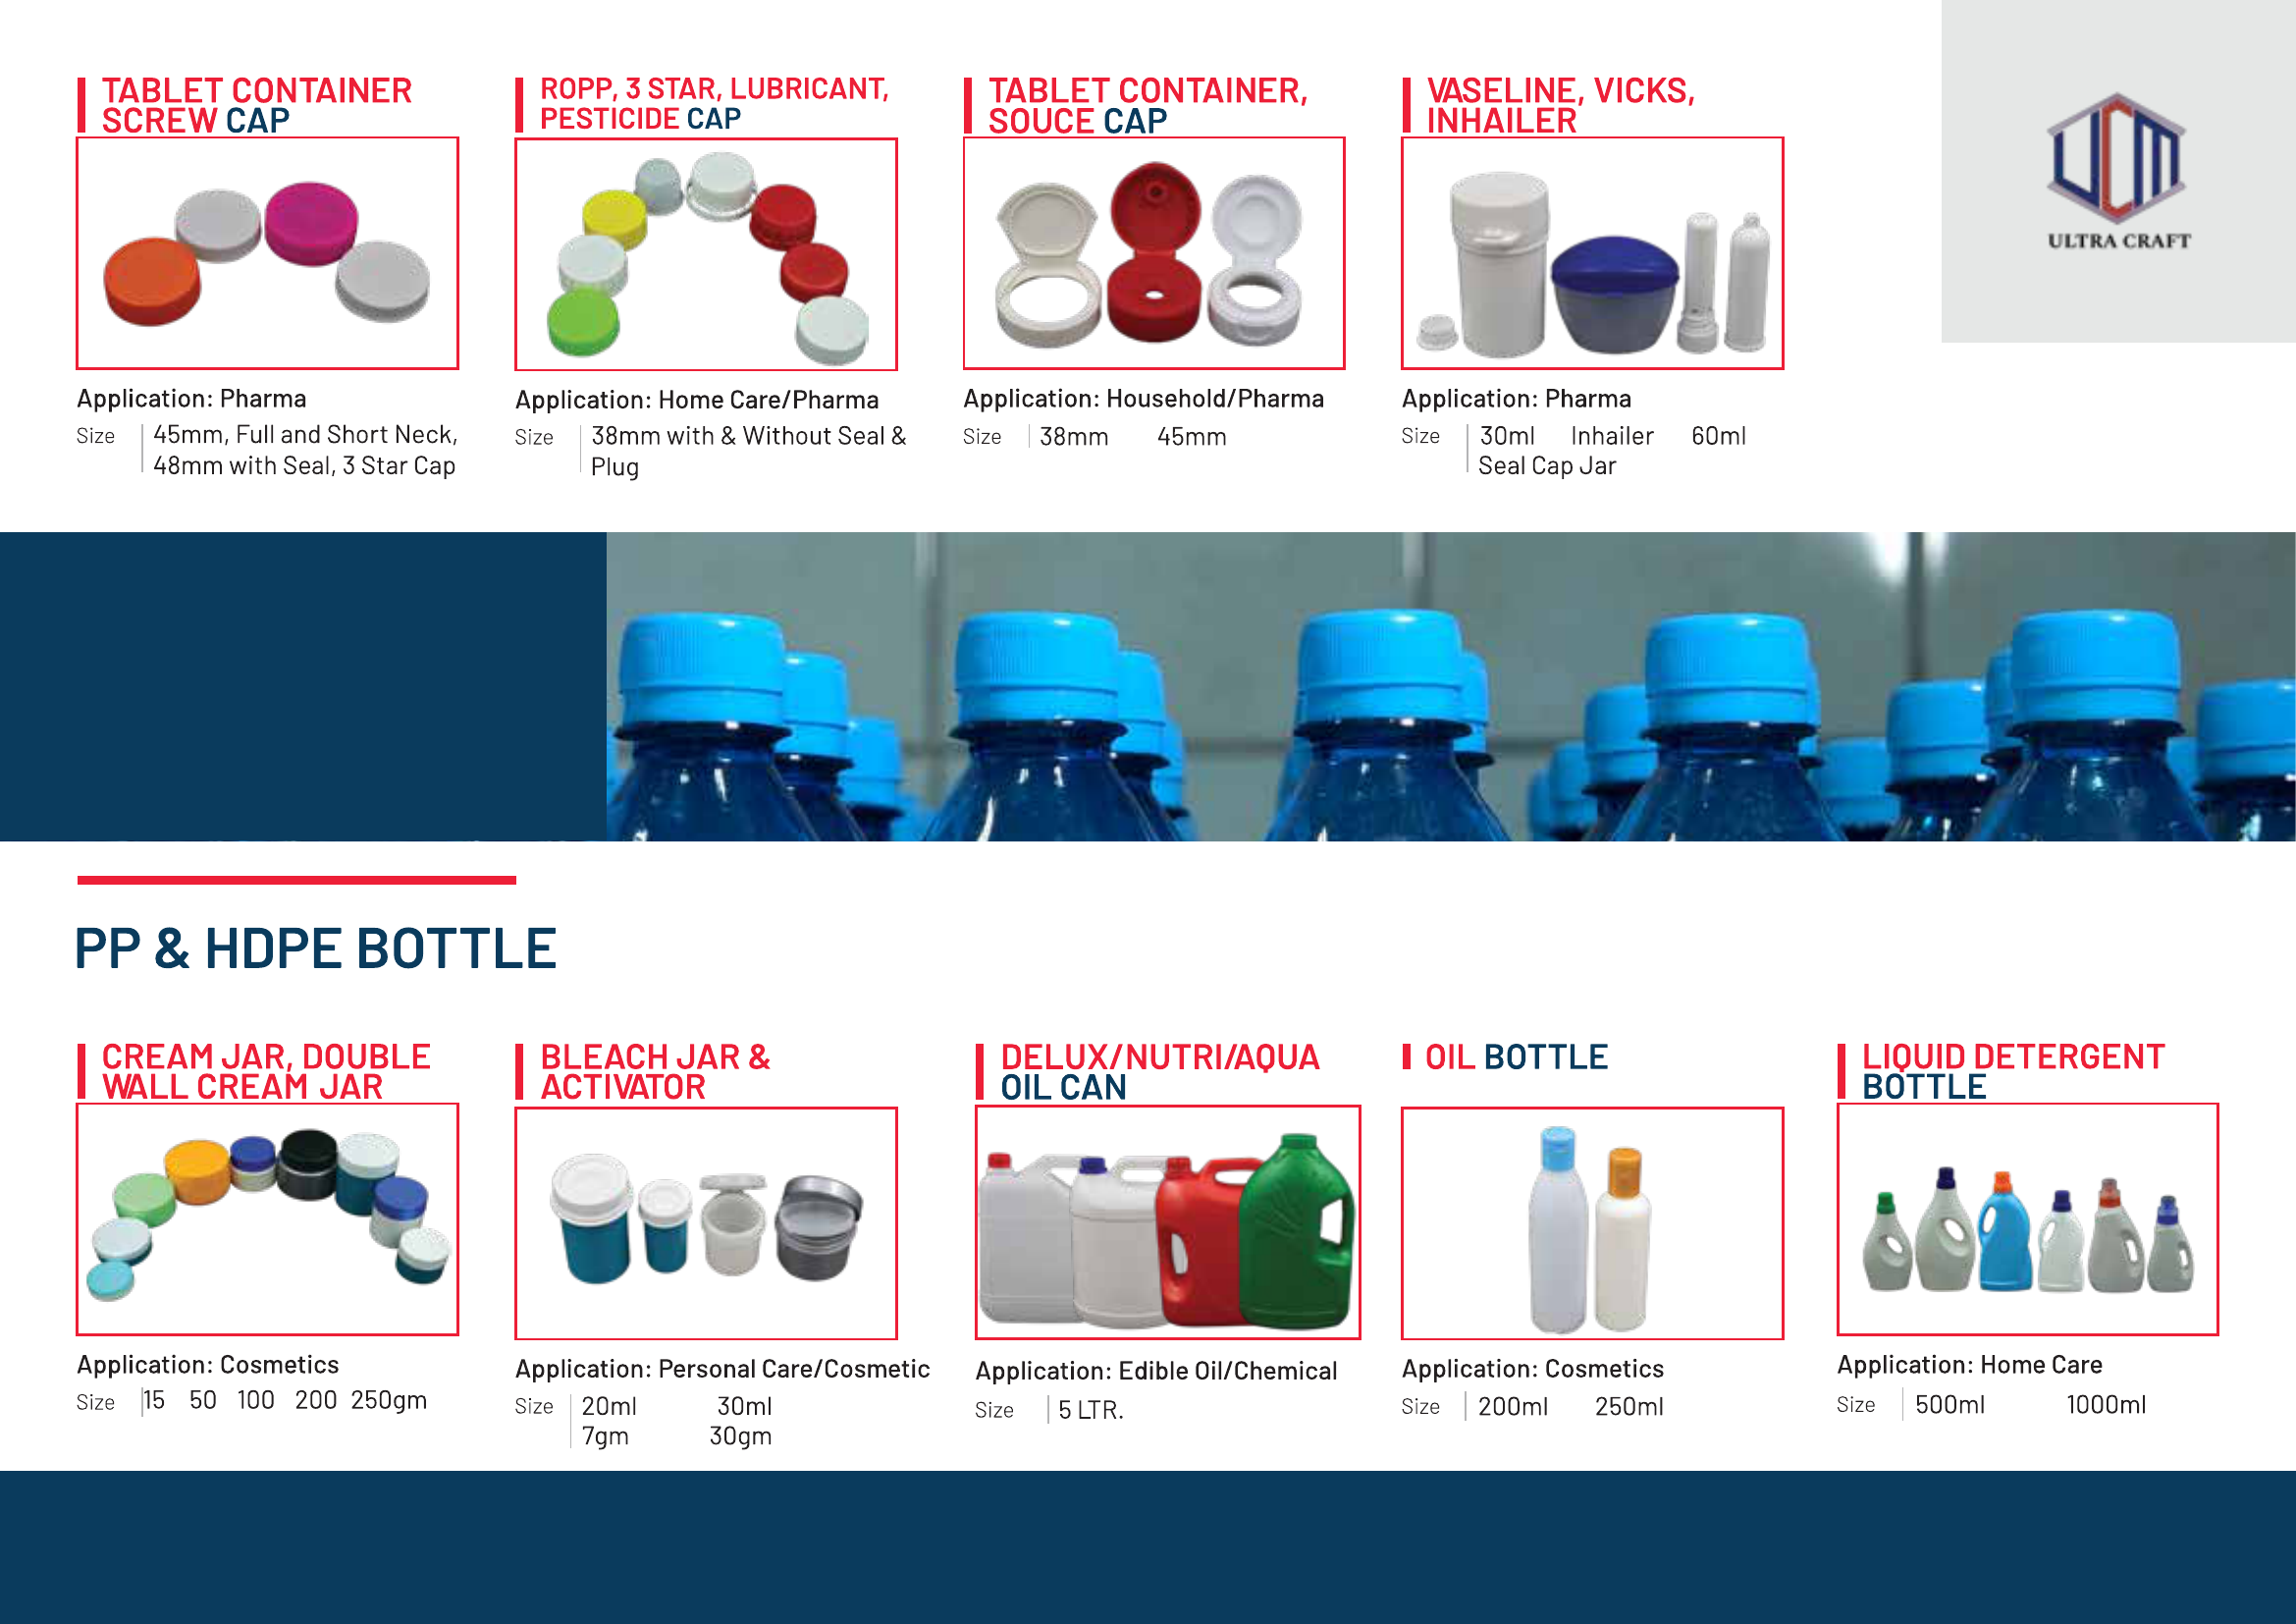 TABLET CONTAINER
SCREW CAP
Application: Pharma
Size 45mm, Full and Short Neck,
48mm with Seal, 3 Star Cap
ROPP, 3 STAR, LUBRICANT,
PESTICIDE CAP
Application: Home Care/Pharma
Size 38mm with & Without Seal &
Plug
TABLET CONTAINER,
SOUCE CAP
Application: Household/Pharma
Size 38mm 45mm
VASELINE, VICKS,
INHAILER
Application: Pharma
Size 30ml Inhailer 60ml
Seal Cap Jar
UCM
ULTRA CRAFT
PP & HDPE BOTTLE
CREAM JAR, DOUBLE
WALL CREAM JAR
Application: Cosmetics
Size 15 50 100 200 250gm
BLEACH JAR &
ACTIVATOR
Application: Personal Care/Cosmetic
Size 20ml 30ml
7gm 30gm
DELUX/NUTRI/AQUA
OIL CAN
Application: Edible Oil/Chemical
Size 5 LTR.
OIL BOTTLE
Application: Cosmetics
Size 200ml 250ml
LIQUID DETERGENT
BOTTLE
Application: Home Care
Size 500ml 1000ml